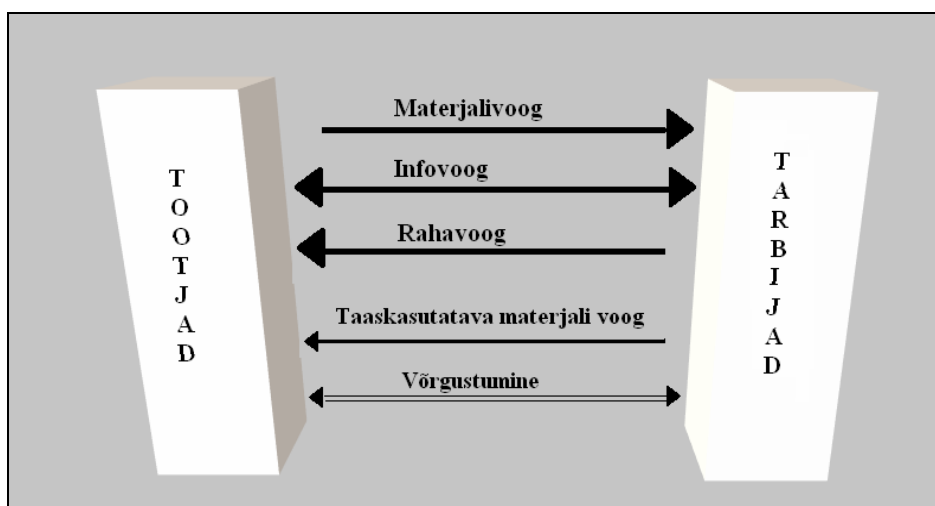 TOOTJAD
Materjalivoog
Infovoog
Rahavoog
Taaskasutatava materjali voog
Võrgustumine
TARBIJAD